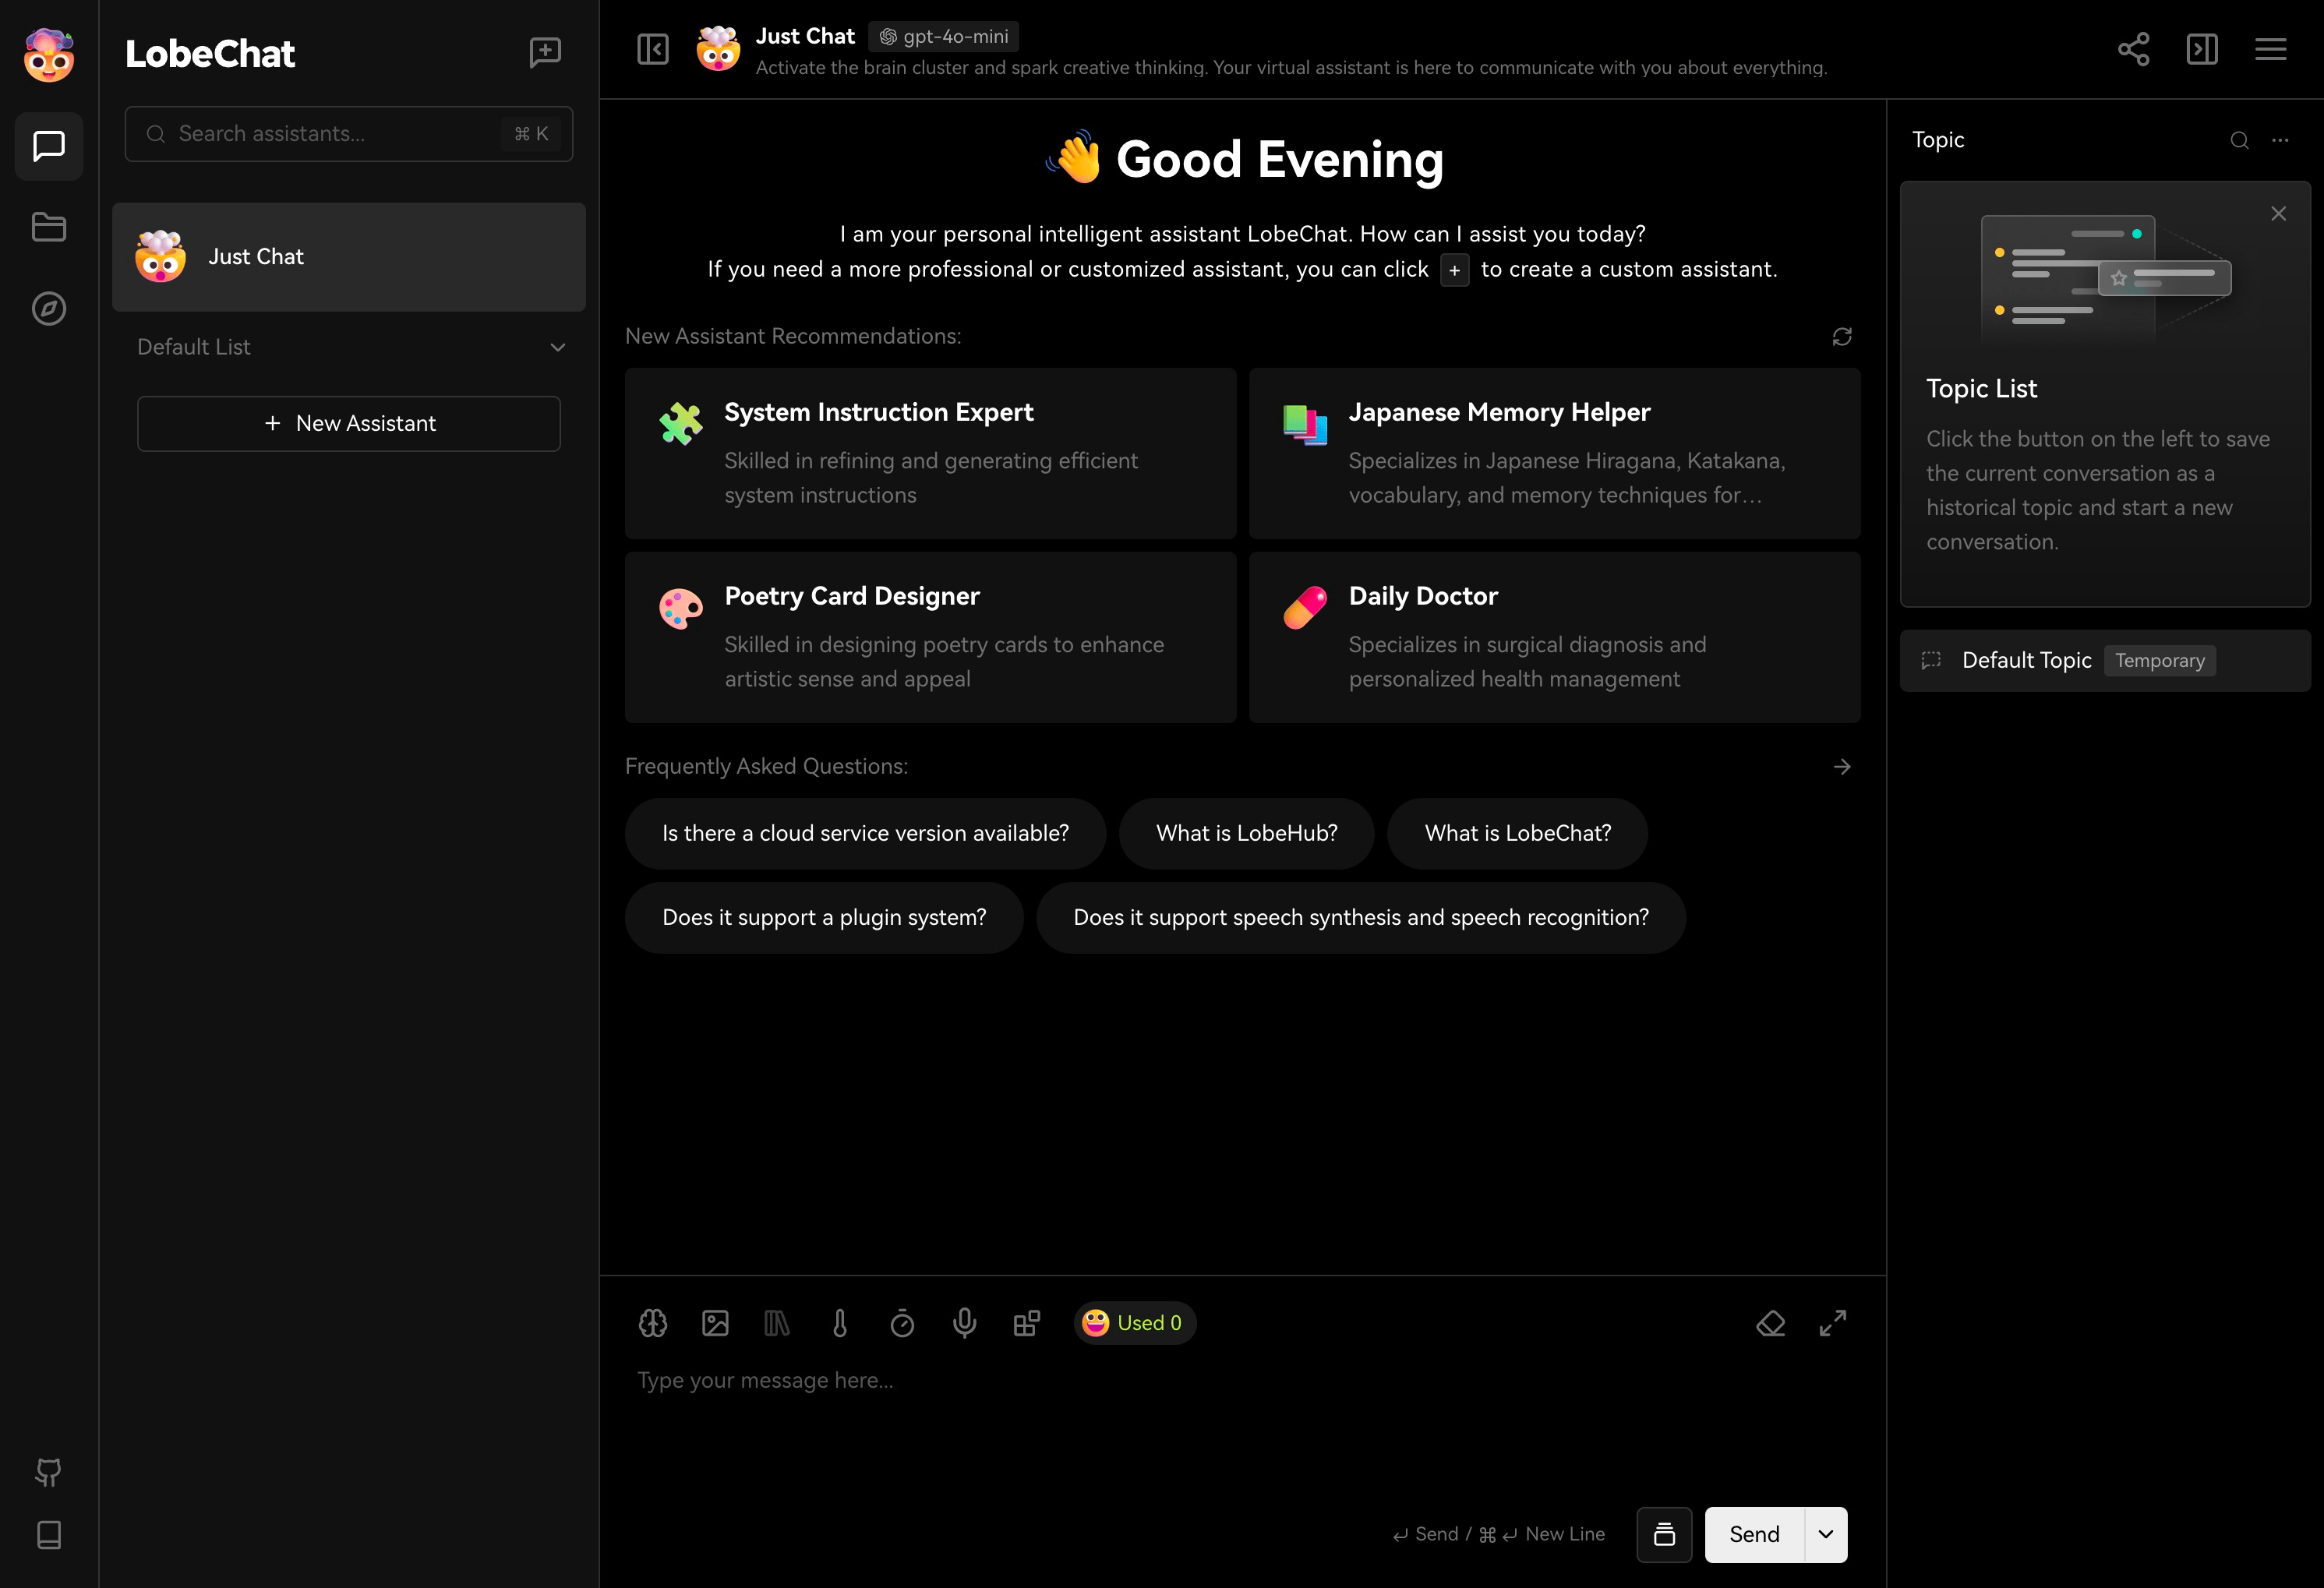 LobeChat
Search assistants...
⌘ K
Just Chat
Default List
+ New Assistant
Just Chat
gpt-4o-mini
Activate the brain cluster and spark creative thinking. Your virtual assistant is here to communicate with you about everything.
👋 Good Evening
I am your personal intelligent assistant LobeChat. How can I assist you today?
If you need a more professional or customized assistant, you can click + to create a custom assistant.
New Assistant Recommendations:
System Instruction Expert
Skilled in refining and generating efficient
system instructions
Japanese Memory Helper
Specializes in Japanese Hiragana, Katakana,
vocabulary, and memory techniques for...
Poetry Card Designer
Skilled in designing poetry cards to enhance
artistic sense and appeal
Daily Doctor
Specializes in surgical diagnosis and
personalized health management
Frequently Asked Questions:
Is there a cloud service version available?
What is LobeHub?
What is LobeChat?
Does it support a plugin system?
Does it support speech synthesis and speech recognition?
Used 0
Type your message here...
↵ Send / ⌘ ↵ New Line
Send
Topic
Topic List
Click the button on the left to save
the current conversation as a
historical topic and start a new
conversation.
Default Topic
Temporary